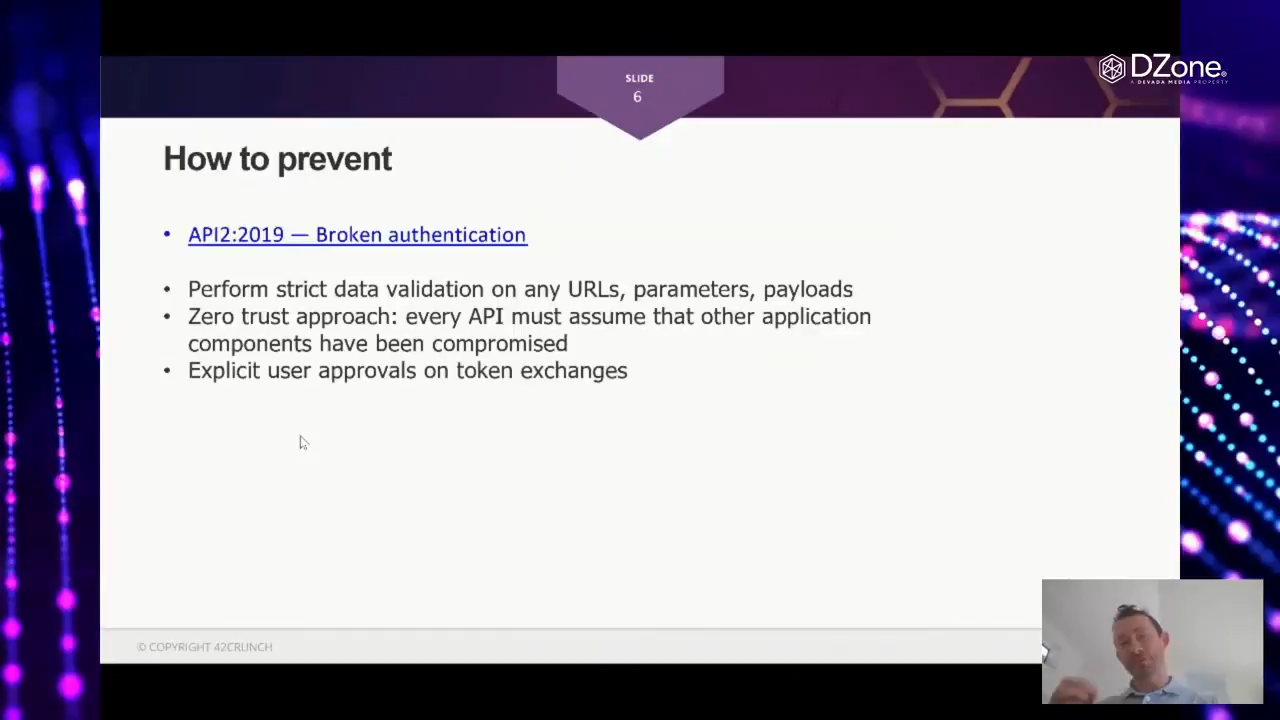 SLIDE
6
DZone.
A DEVADA MEDIA PROPERTY
How to prevent
• API2:2019 — Broken authentication
• Perform strict data validation on any URLs, parameters, payloads
• Zero trust approach: every API must assume that other application
components have been compromised
• Explicit user approvals on token exchanges
© COPYRIGHT 42CRUNCH